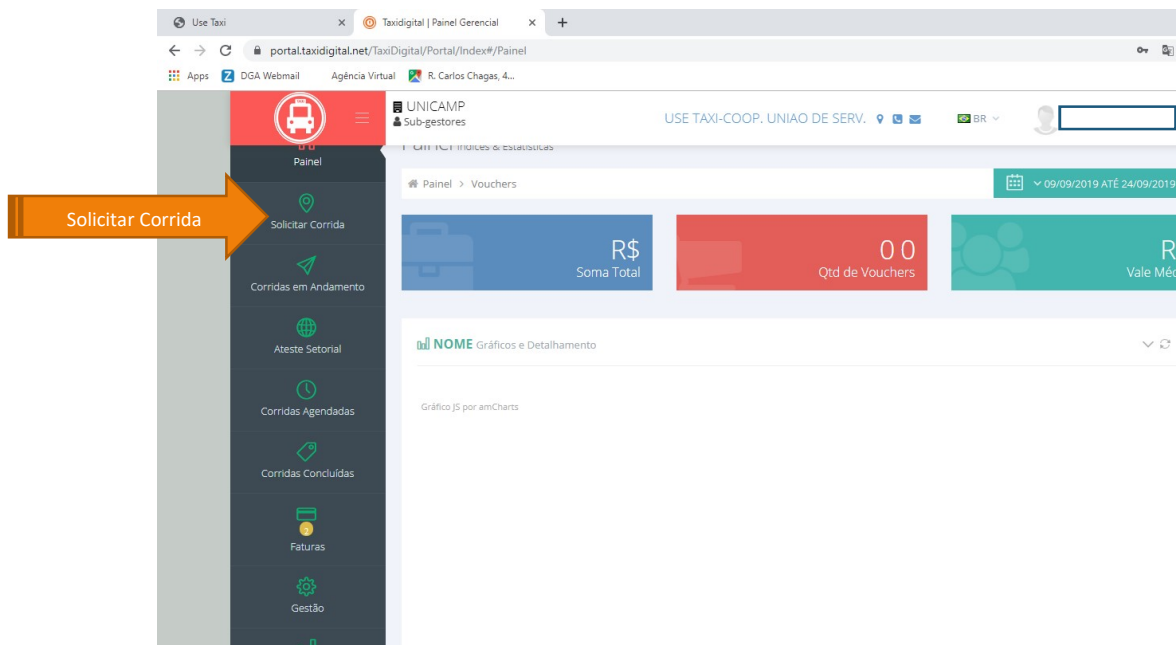 Use Taxi
Taxidigital | Painel Gerencial
portal.taxidigital.net/TaxiDigital/Portal/Index#/Painel
Apps
DGA Webmail
Agência Virtual
R. Carlos Chagas, 4...
TAXI
UNICAMP
Sub-gestores
USE TAXI-COOP. UNIAO DE SERV.
BR
Painel
Painel Indices & Estatísticas
Painel > Vouchers
09/09/2019 ATÉ 24/09/2019
Solicitar Corrida
Solicitar Corrida
R$
Soma Total
0 0
Qtd de Vouchers
R
Vale Méd
Corridas em Andamento
Ateste Setorial
NOME Gráficos e Detalhamento
Corridas Agendadas
Gráfico JS por amCharts
Corridas Concluídas
Faturas
Gestão